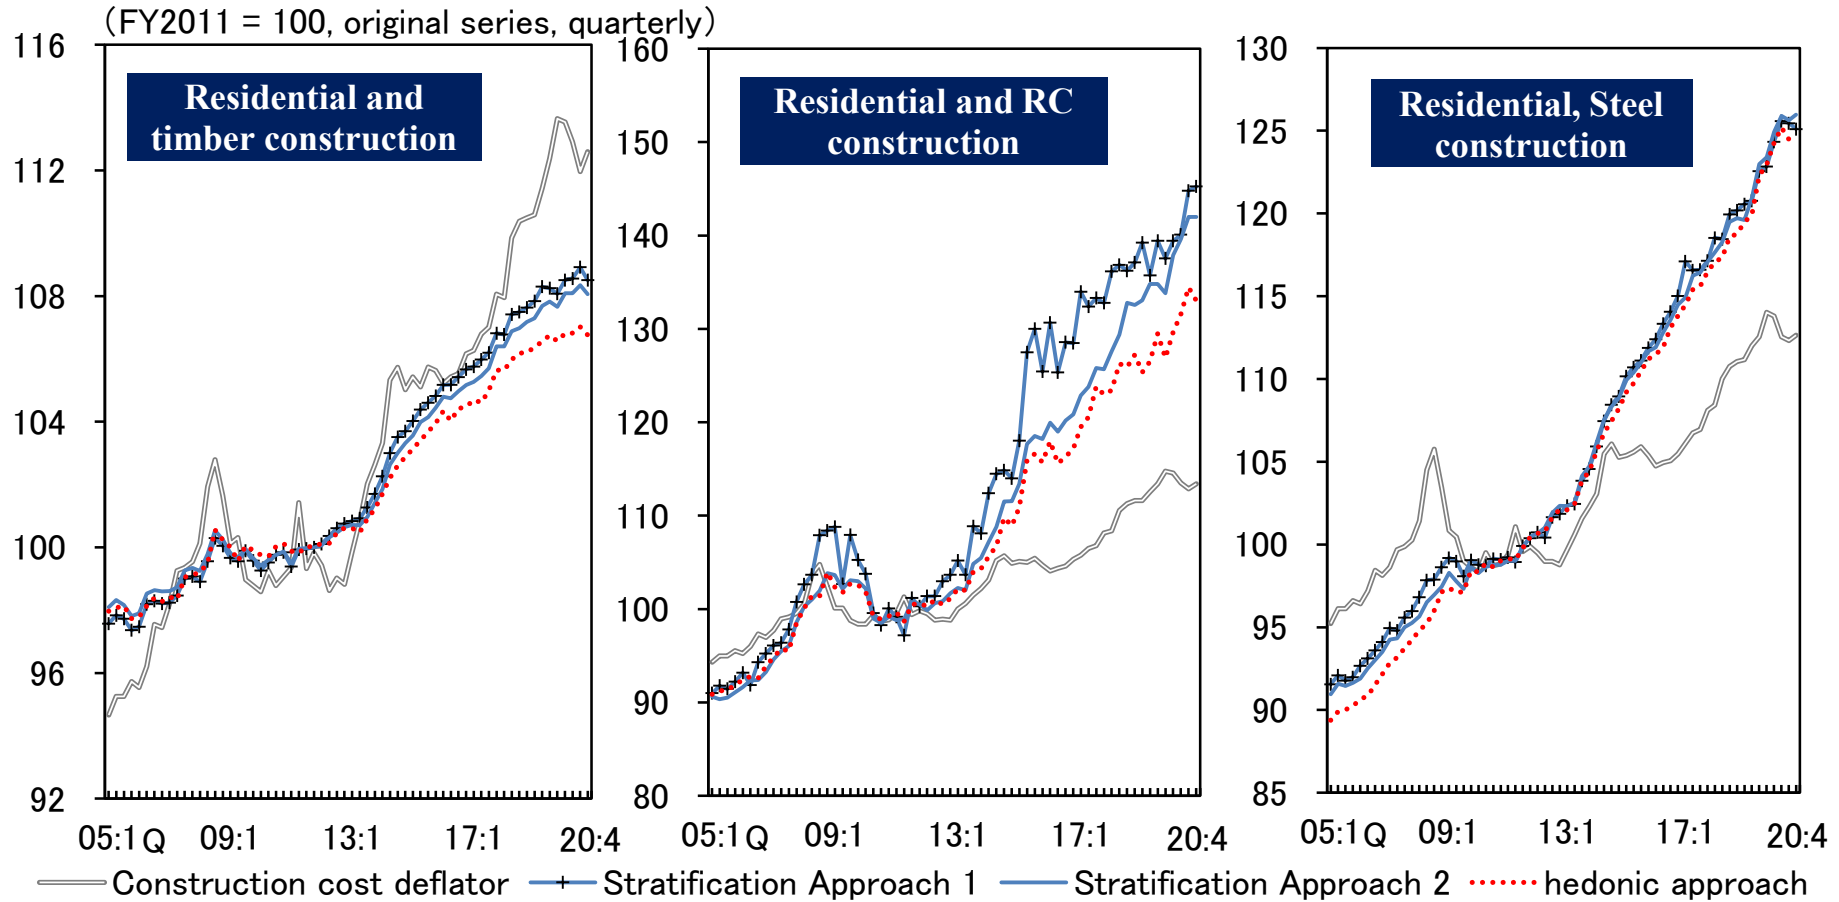 (FY2011 = 100, original series, quarterly)
116
112
108
104
100
96
92
Residential and
timber construction
05:1Q 09:1 13:1 17:1 20:4
160
150
140
130
120
110
100
90
80
Residential and RC
construction
05:1Q 09:1 13:1 17:1 20:4
130
125
120
115
110
105
100
95
90
85
Residential, Steel
construction
05:1Q 09:1 13:1 17:1 20:4
Construction cost deflator Stratification Approach 1 Stratification Approach 2 hedonic approach